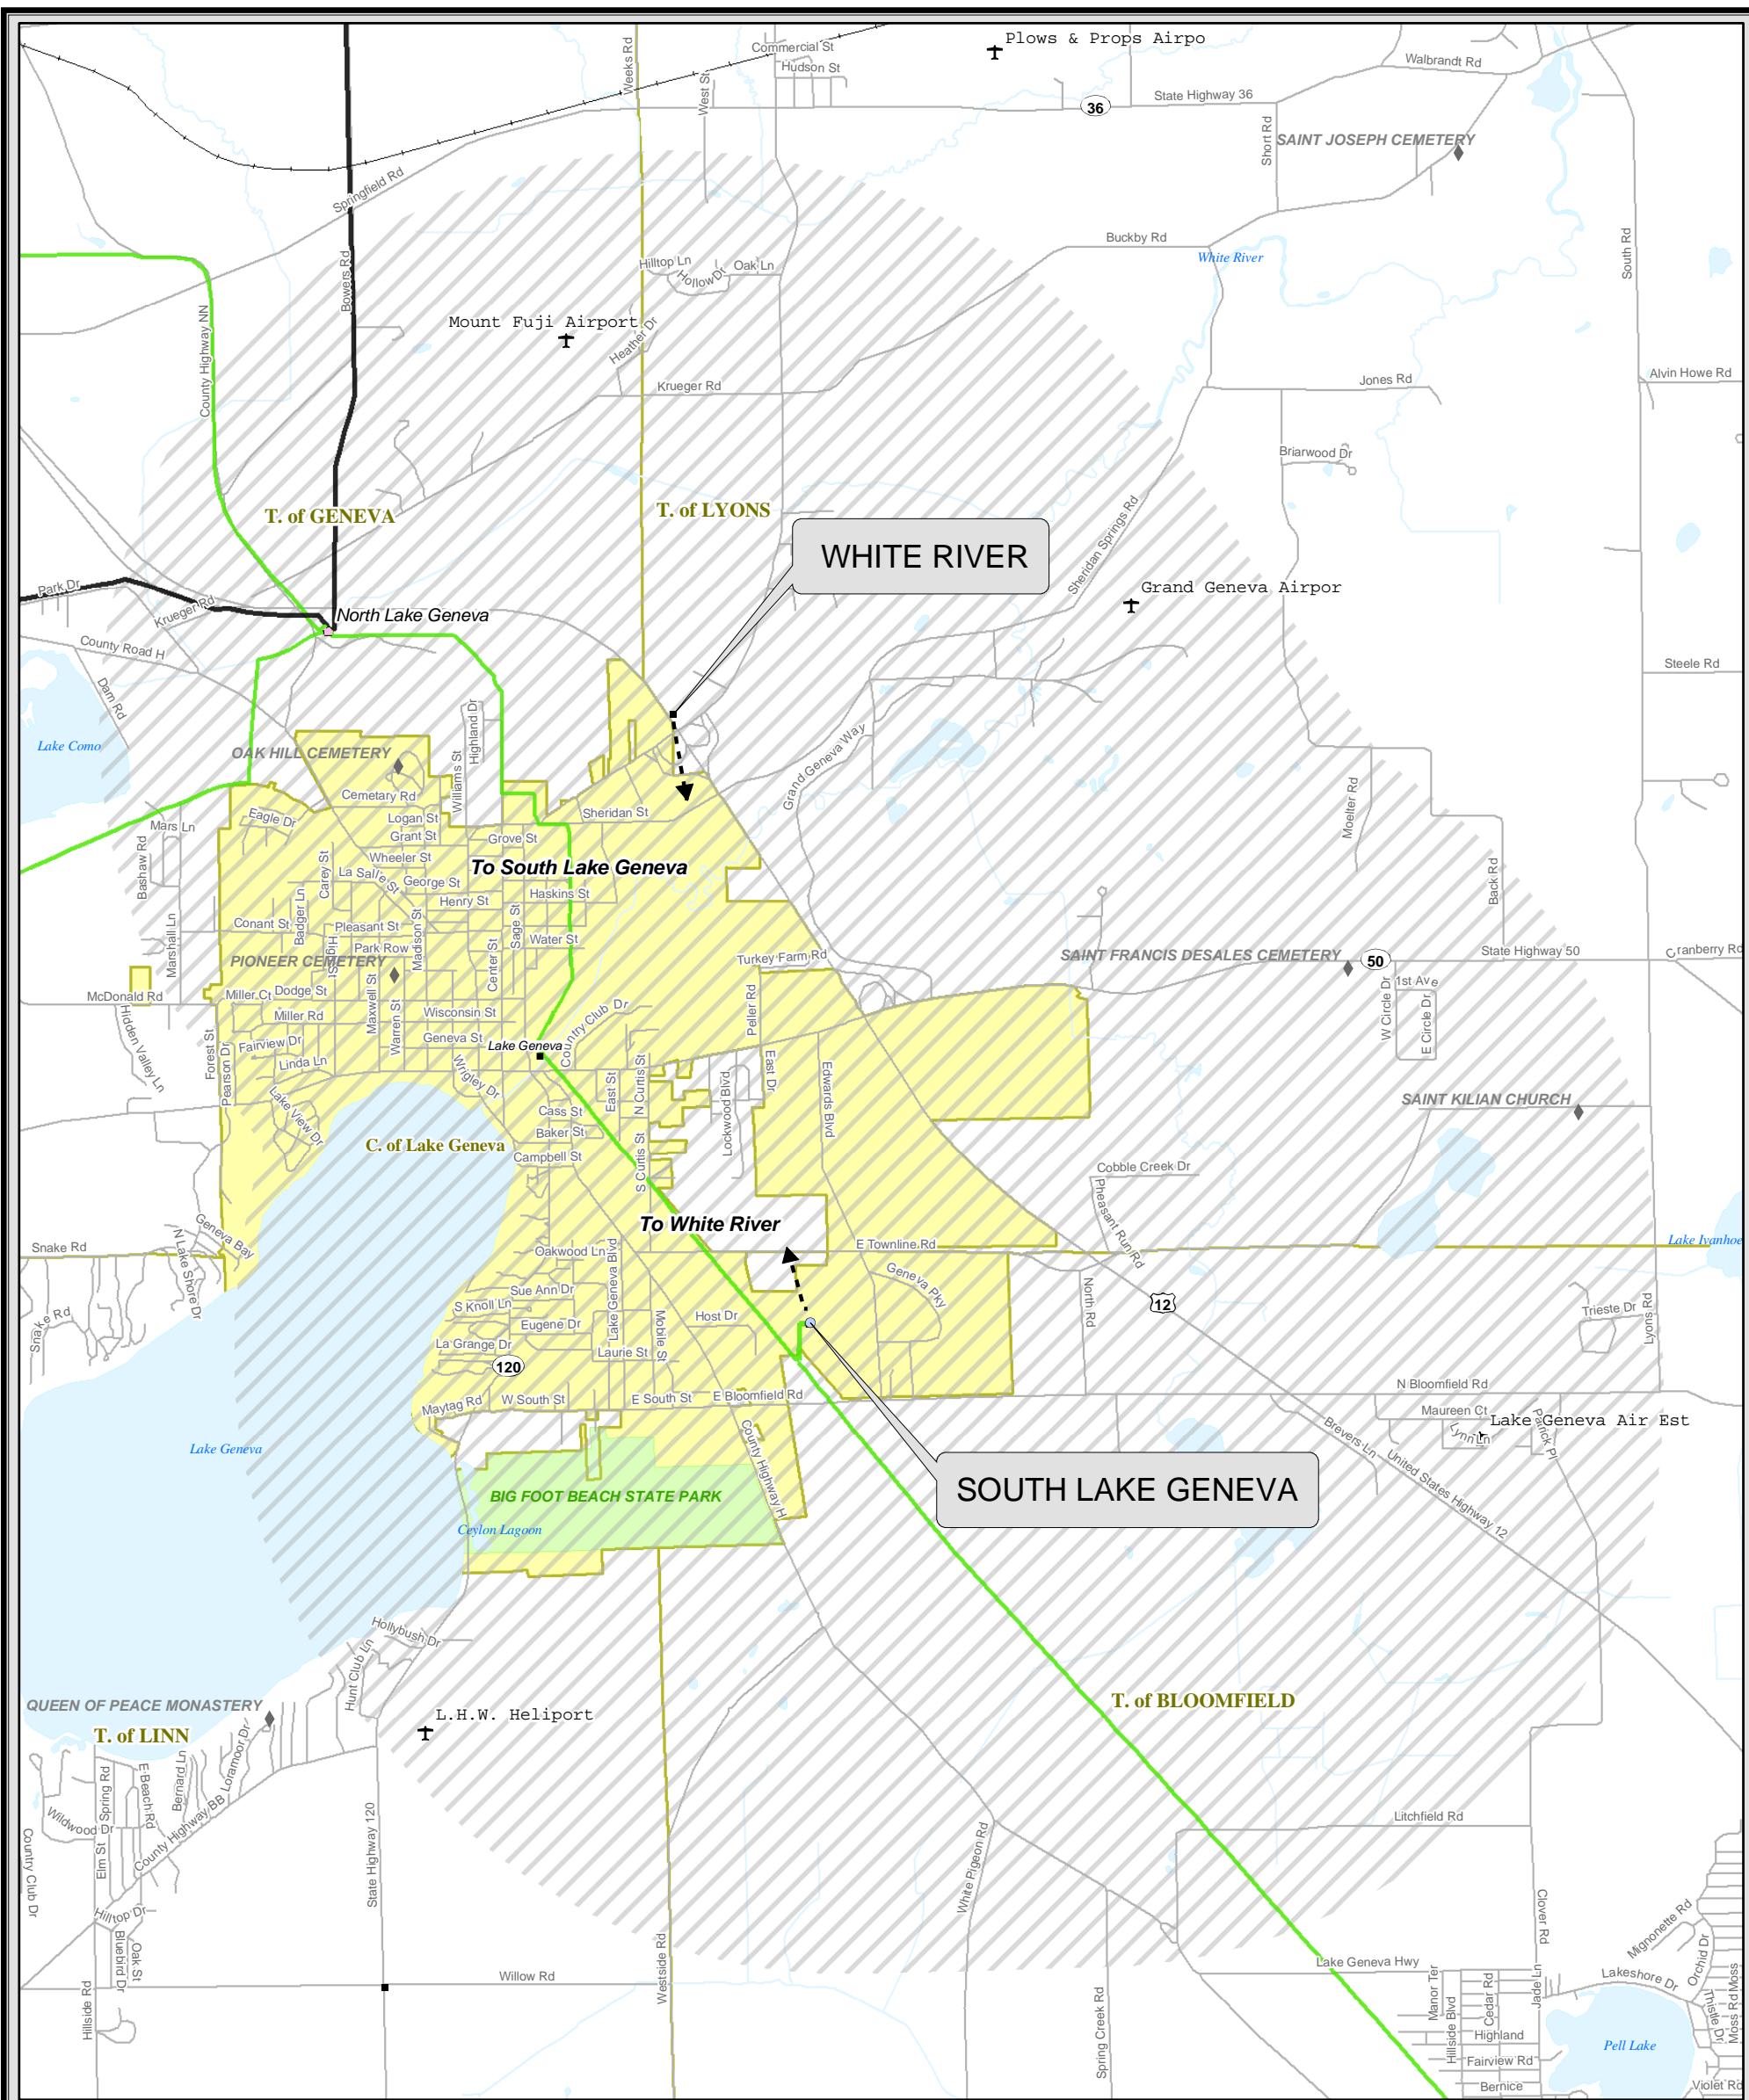 Plows & Props Airpo
Commercial St
Hudson St
Weeks Rd
West St
Walbrandt Rd
State Highway 36
36
Short Rd
SAINT JOSEPH CEMETERY
Springfield Rd
Bowers Rd
Buckby Rd
White River
South Rd
Hilltop Ln
Hollow Dr
Oak Ln
County Highway NN
Mount Fuji Airport
Heather Dr
Krueger Rd
Jones Rd
Alvin Howe Rd
Briarwood Dr
T. of GENEVA
T. of LYONS
WHITE RIVER
Sheridan Springs Rd
Grand Geneva Airpor
Park Dr
Krueger Rd
North Lake Geneva
County Road H
Steele Rd
Dam Rd
Lake Como
OAK HILL CEMETERY
Highland Dr
Williams St
Grand Geneva Way
Cemetary Rd
Sheridan St
Moelter Rd
Eagle Dr
Logan St
Mars Ln
Grant St
Grove St
Bashaw Rd
Wheeler St
To South Lake Geneva
Carey St
La Salle St
George St
Haskins St
Back Rd
Badger Ln
Henry St
Conant St
Pleasant St
Madison St
Sage St
Marshall Ln
High St
Park Row
Center St
Water St
PIONEER CEMETERY
Turkey Farm Rd
SAINT FRANCIS DESALES CEMETERY
50
State Highway 50
Cranberry Rd
McDonald Rd
Miller Ct
Dodge St
Maxwell St
1st Ave
Miller Rd
Wisconsin St
Country Club Dr
Peller Rd
W Circle Dr
E Circle Dr
Hidden Valley Ln
Forest St
Fairview Dr
Warren St
Geneva St
Lake Geneva
Linda Ln
Pearson Dr
Wrigley Dr
East St
N Curtis St
Lockwood Blvd
East Dr
Edwards Blvd
Lake View Dr
Cass St
SAINT KILIAN CHURCH
Baker St
C. of Lake Geneva
Campbell St
S Curtis St
Cobble Creek Dr
Pheasant Run Rd
Geneva Bay
To White River
Snake Rd
N Lake Shore Dr
Oakwood Ln
E Townline Rd
Lake Ivanhoe
Lake Geneva Blvd
Sue Ann Dr
Geneva Pky
North Rd
S Knoll Ln
12
Snake Rd
Eugene Dr
Mobile St
Host Dr
Trieste Dr
Lyons Rd
La Grange Dr
Laurie St
120
N Bloomfield Rd
W South St
E South St
E Bloomfield Rd
Maytag Rd
Maureen Ct
Lynn Ln
Patrick Pl
Lake Geneva Air Est
Brevers Ln
Lake Geneva
County Highway H
United States Highway 12
SOUTH LAKE GENEVA
BIG FOOT BEACH STATE PARK
Ceylon Lagoon
Hollybush Dr
Hunt Club Ln
QUEEN OF PEACE MONASTERY
T. of BLOOMFIELD
L.H.W. Heliport
T. of LINN
Spring Rd
E Beach Rd
Bernard Ln
Loramoor Dr
Wildwood Dr
County Highway BB
Litchfield Rd
Country Club Dr
Elm St
State Highway 120
White Pigeon Rd
Hilltop Dr
Clover Rd
Mignonette Rd
Bluebird Dr
Oak St
Orchid Dr
Westside Rd
Willow Rd
Lake Geneva Hwy
Lakeshore Dr
Hillside Rd
Spring Creek Rd
Manor Ter
Cedar Rd
Jade Ln
Moss Rd
Moss
Thistle Dr
Hillside Blvd
Highland
Pell Lake
Fairview Rd
Bernice
Violet Rd